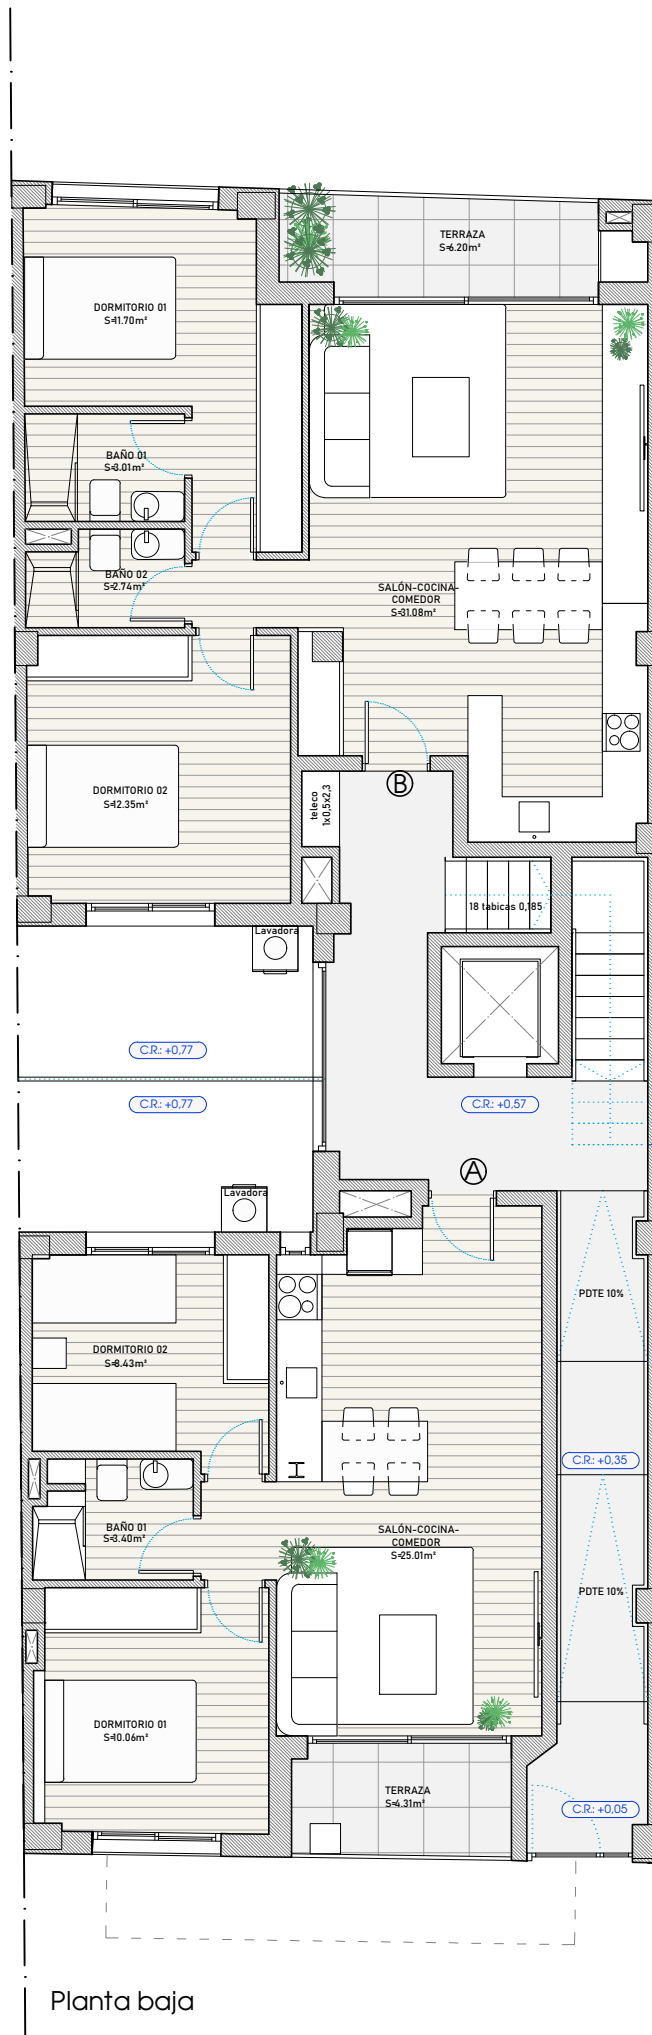 TERRAZA
S=6.20m²
DORMITORIO 01
S=11.70m²
BAÑO 01
S=3.01m²
BAÑO 02
S=2.74m²
SALÓN-COCINA-
COMEDOR
S=31.08m²
DORMITORIO 02
S=12.35m²
teleco
1x0,5x2,3
B
18 tabicas 0,185
Lavadora
C.R.: +0,77
C.R.: +0,77
C.R.: +0,57
A
Lavadora
PDTE 10%
DORMITORIO 02
S=8.43m²
C.R.: +0,35
BAÑO 01
S=3.40m²
SALÓN-COCINA-
COMEDOR
S=25.01m²
PDTE 10%
DORMITORIO 01
S=10.06m²
TERRAZA
S=4.31m²
C.R.: +0,05
Planta baja